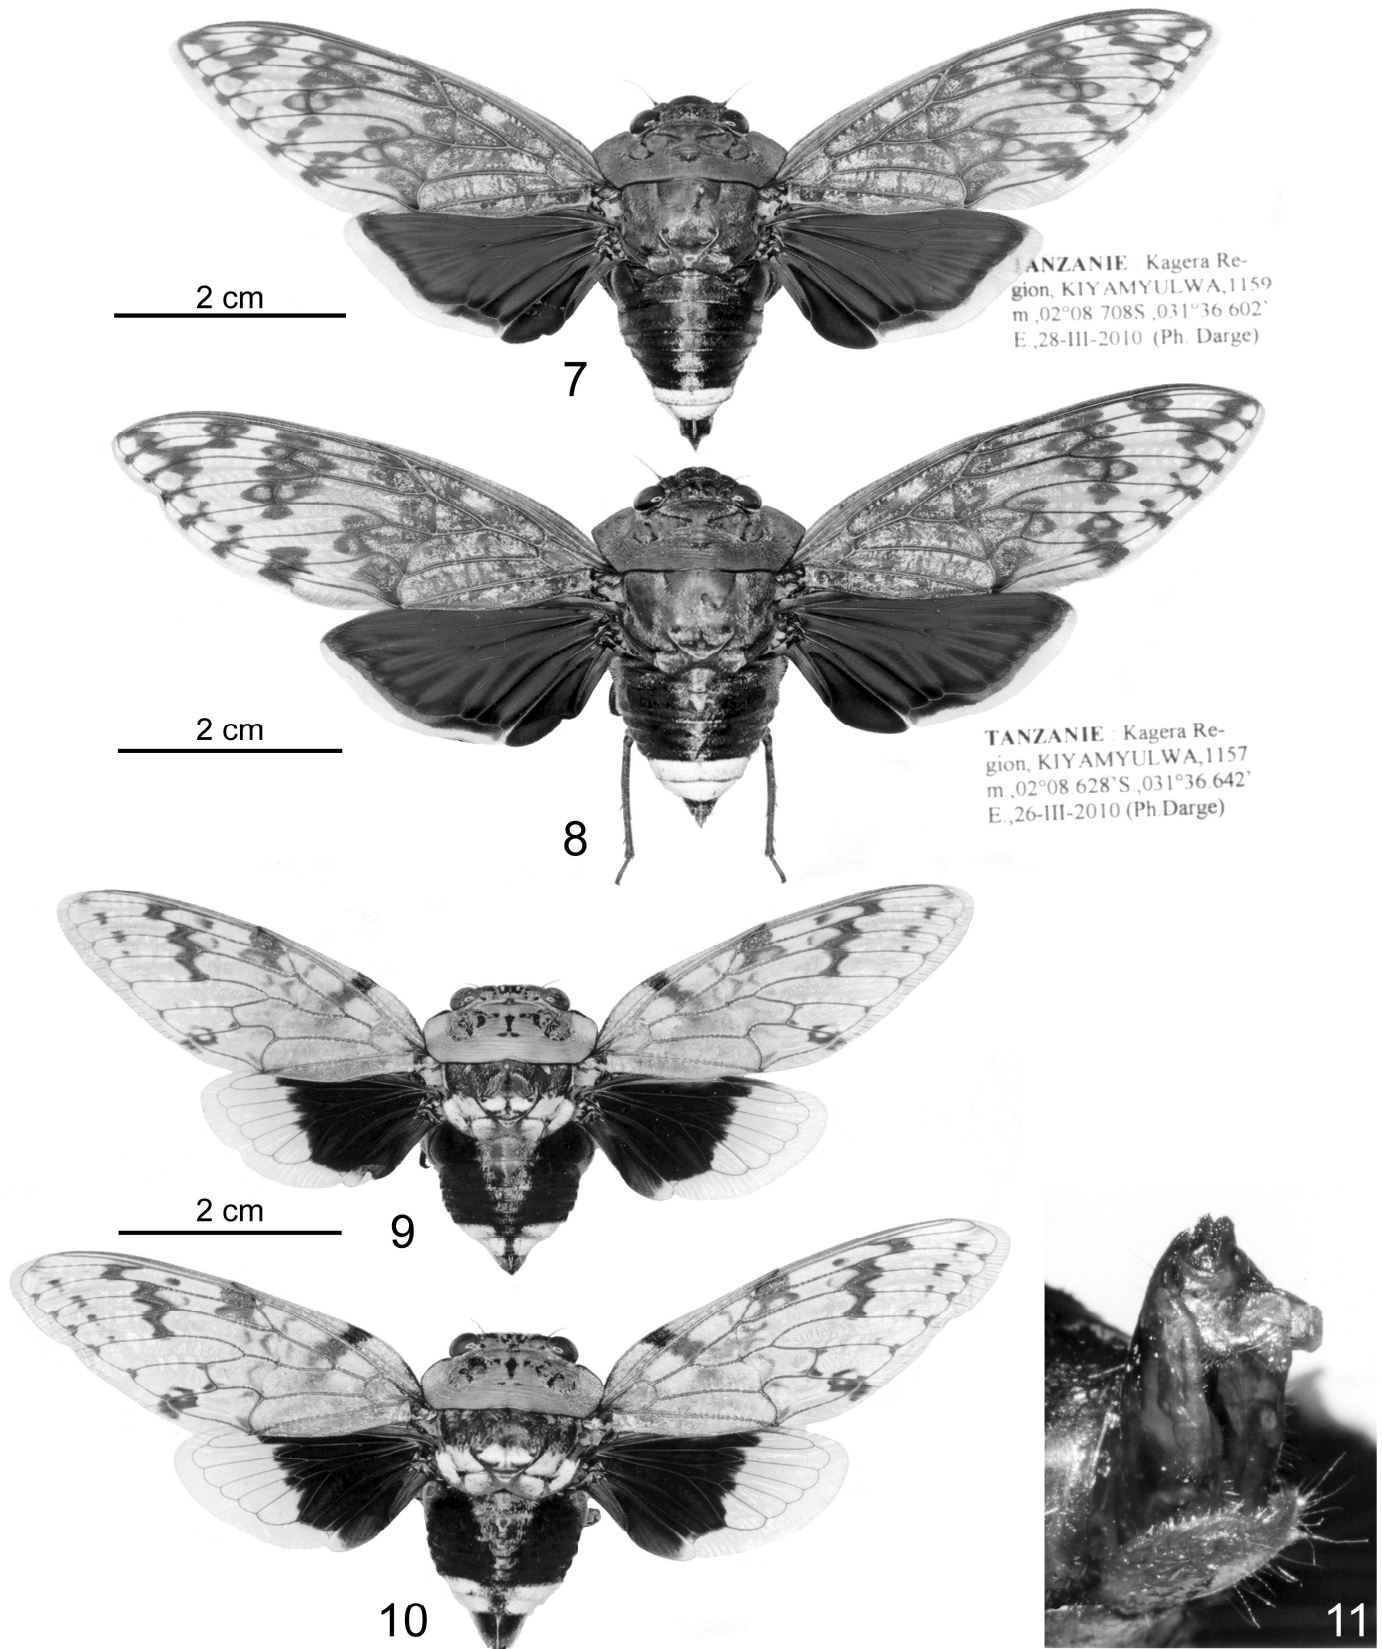 TANZANIE : Kagera Re-
gion, KIYAMYULWA,1159
m.,02°08 708S.,031°36 602'
E.,28-III-2010 (Ph. Darge)
2 cm
7
2 cm
TANZANIE : Kagera Re-
gion, KIYAMYULWA,1157
m.,02°08 628'S.,031°36.642'
E.,26-III-2010 (Ph.Darge)
8
2 cm
9
10
11